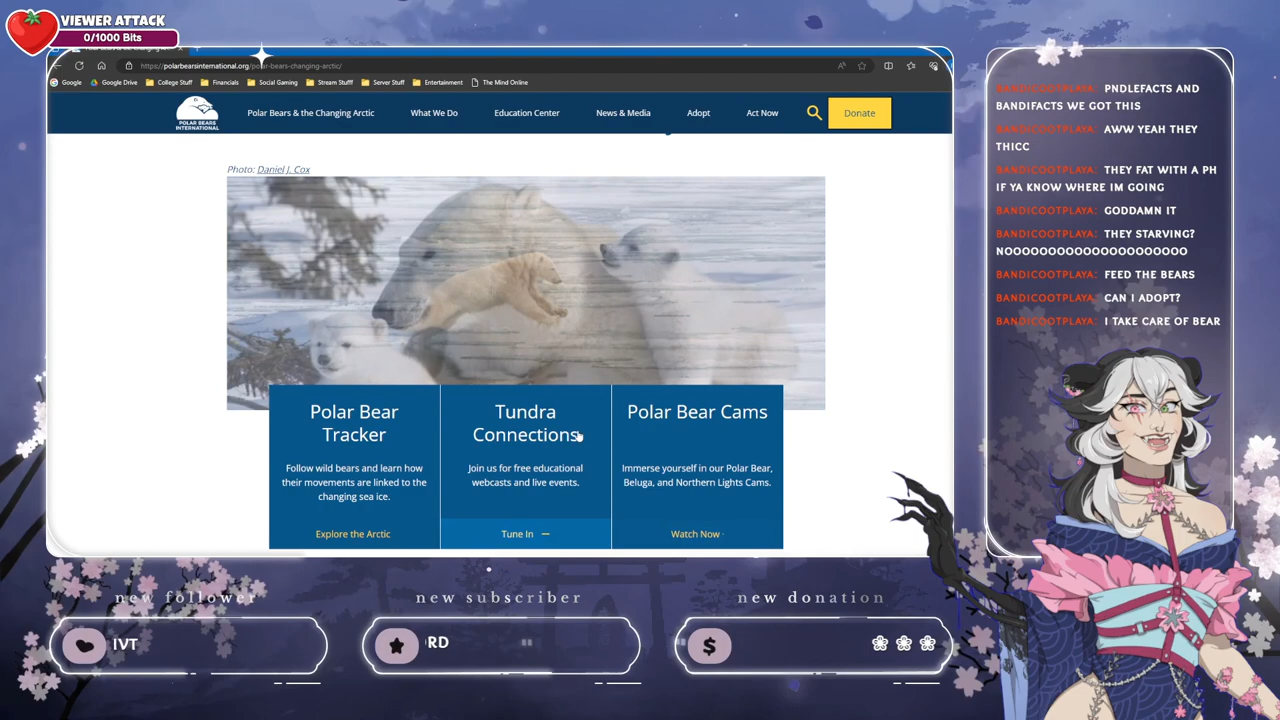 VIEWER ATTACK
0/1000 Bits
https://polarbearsinternational.org/polar-bears-changing-arctic/
Google
Google Drive
College Stuff
Financials
Social Gaming
Stream Stufff
Server Stuff
Entertainment
The Mind Online
POLAR BEARS
INTERNATIONAL
Polar Bears & the Changing Arctic
What We Do
Education Center
News & Media
Adopt
Act Now
Donate
Photo: Daniel J. Cox
Polar Bear
Tracker
Follow wild bears and learn how
their movements are linked to the
changing sea ice.
Explore the Arctic
Tundra
Connections
Join us for free educational
webcasts and live events.
Tune In
Polar Bear Cams
Immerse yourself in our Polar Bear,
Beluga, and Northern Lights Cams.
Watch Now
BANDICOOTPLAYA: PNDLEFACTS AND
BANDIFACTS WE GOT THIS
BANDICOOTPLAYA: AWW YEAH THEY
THICC
BANDICOOTPLAYA: THEY FAT WITH A PH
IF YA KNOW WHERE IM GOING
BANDICOOTPLAYA: GODDAMN IT
BANDICOOTPLAYA: THEY STARVING?
NOOOOOOOOOOOOOOOOOOOO
BANDICOOTPLAYA: FEED THE BEARS
BANDICOOTPLAYA: CAN I ADOPT?
BANDICOOTPLAYA: I TAKE CARE OF BEAR
new follower
IVT
new subscriber
RD
new donation
$